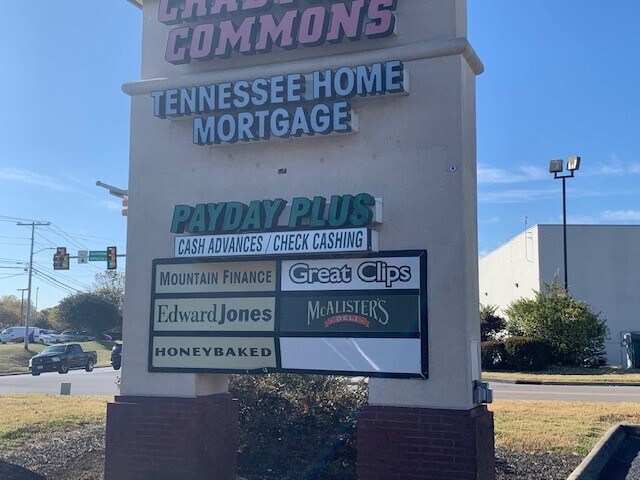 COMMONS
TENNESSEE HOME
MORTGAGE
PAYDAY PLUS
CASH ADVANCES / CHECK CASHING
MOUNTAIN FINANCE
Great Clips
Edward Jones
MCALISTER'S
DELI
HONEYBAKED